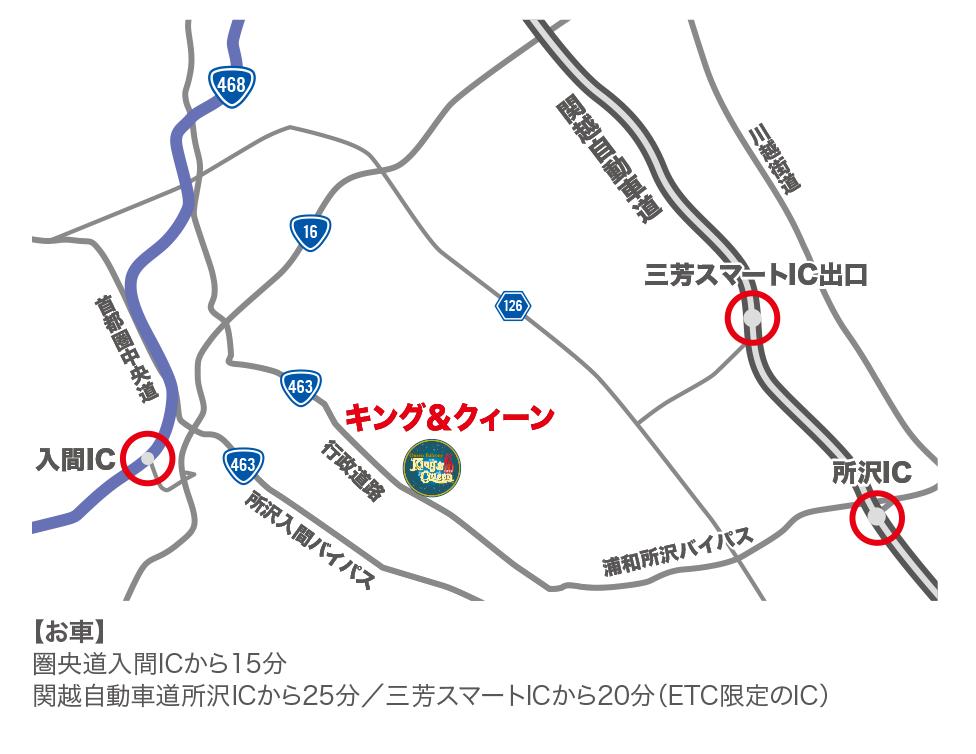 468
関越自動車道
川越街道
16
三芳スマートIC出口
126
首都圏中央道
463
キング&クィーン
入間IC
463
行政道路
King's
Queen
所沢IC
所沢入間バイパス
浦和所沢バイパス
【お車】
圏央道入間ICから15分
関越自動車道所沢ICから25分／三芳スマートICから20分（ETC限定のIC）